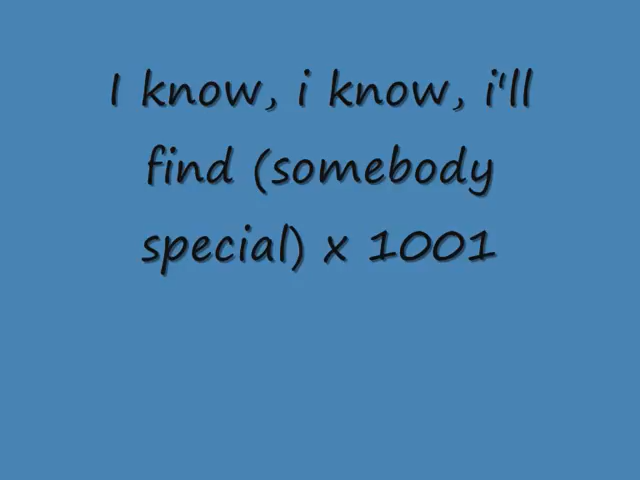 I know, i know, i'll
find (somebody
special) x 1001